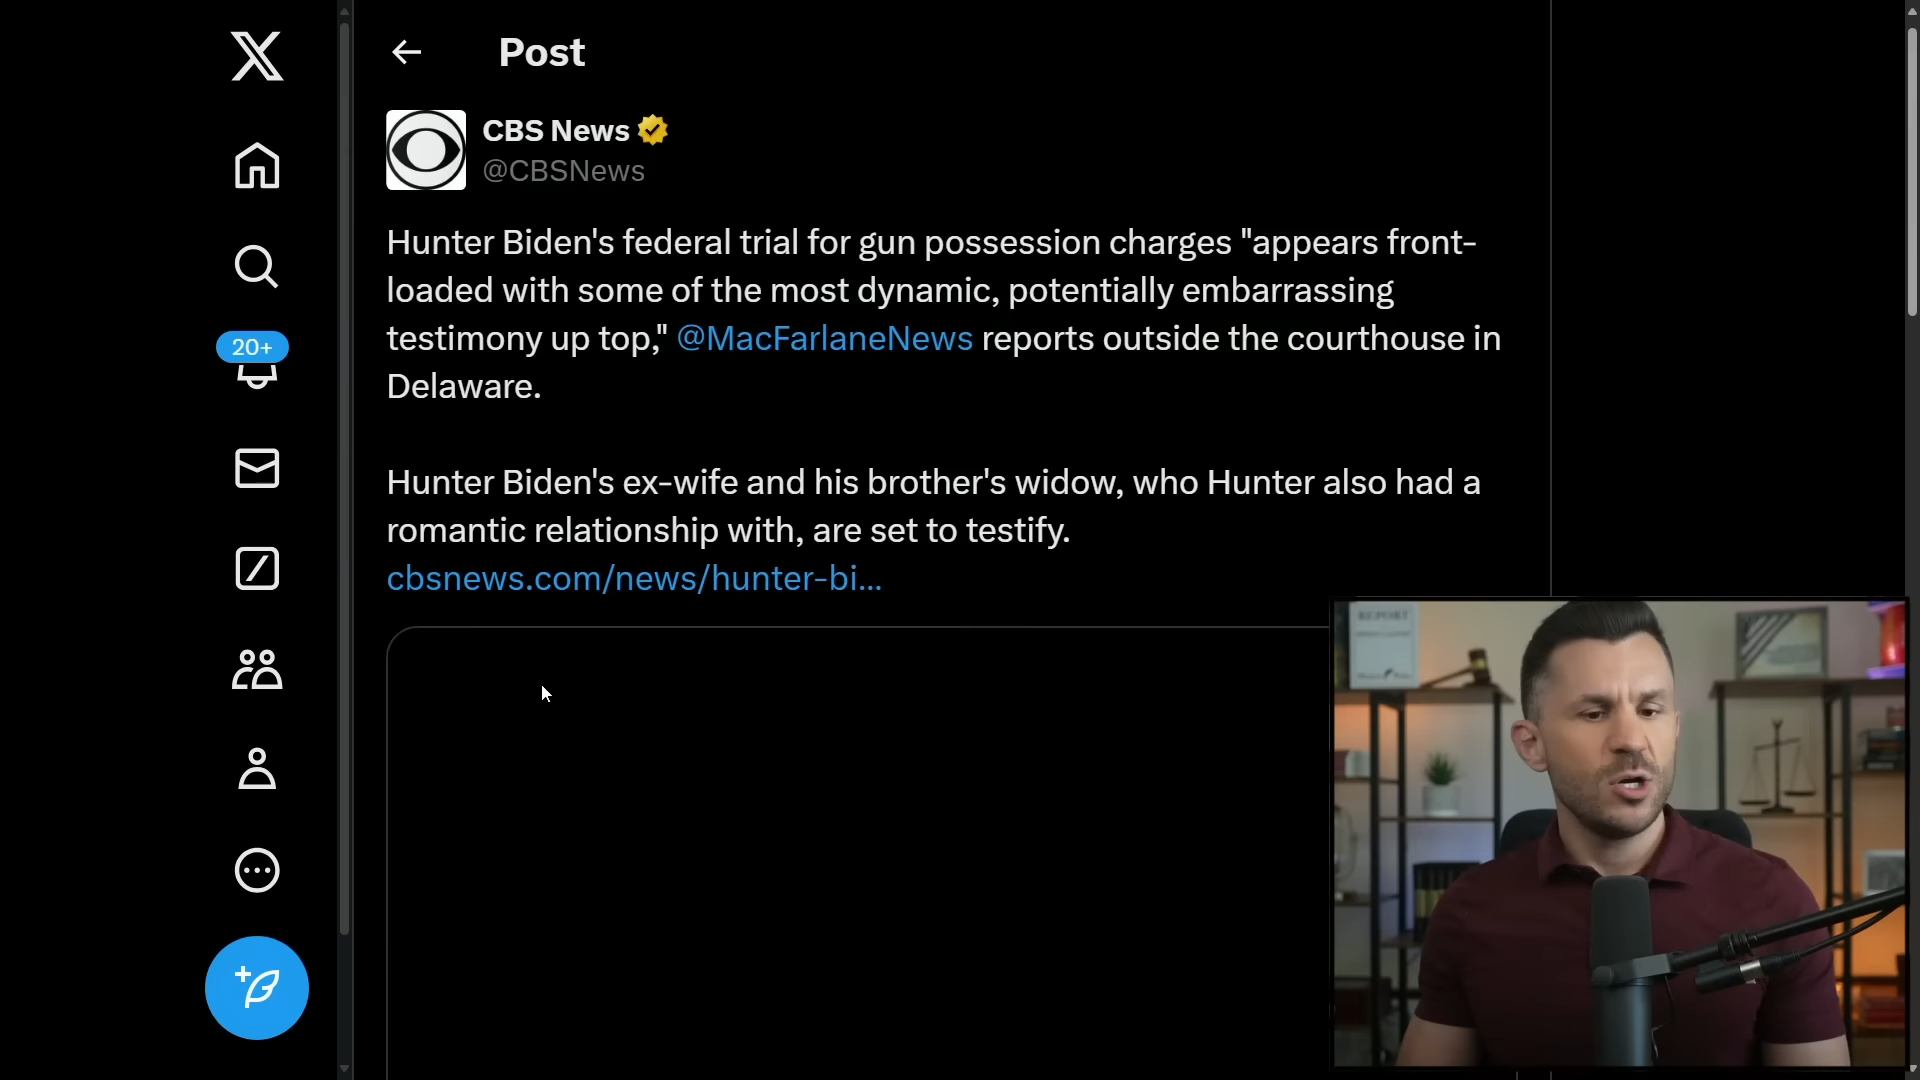 Post
CBS News
@CBSNews
Hunter Biden's federal trial for gun possession charges "appears front-
loaded with some of the most dynamic, potentially embarrassing
testimony up top," @MacFarlaneNews reports outside the courthouse in
Delaware.
Hunter Biden's ex-wife and his brother's widow, who Hunter also had a
romantic relationship with, are set to testify.
cbsnews.com/news/hunter-bi...
20+
REPORT